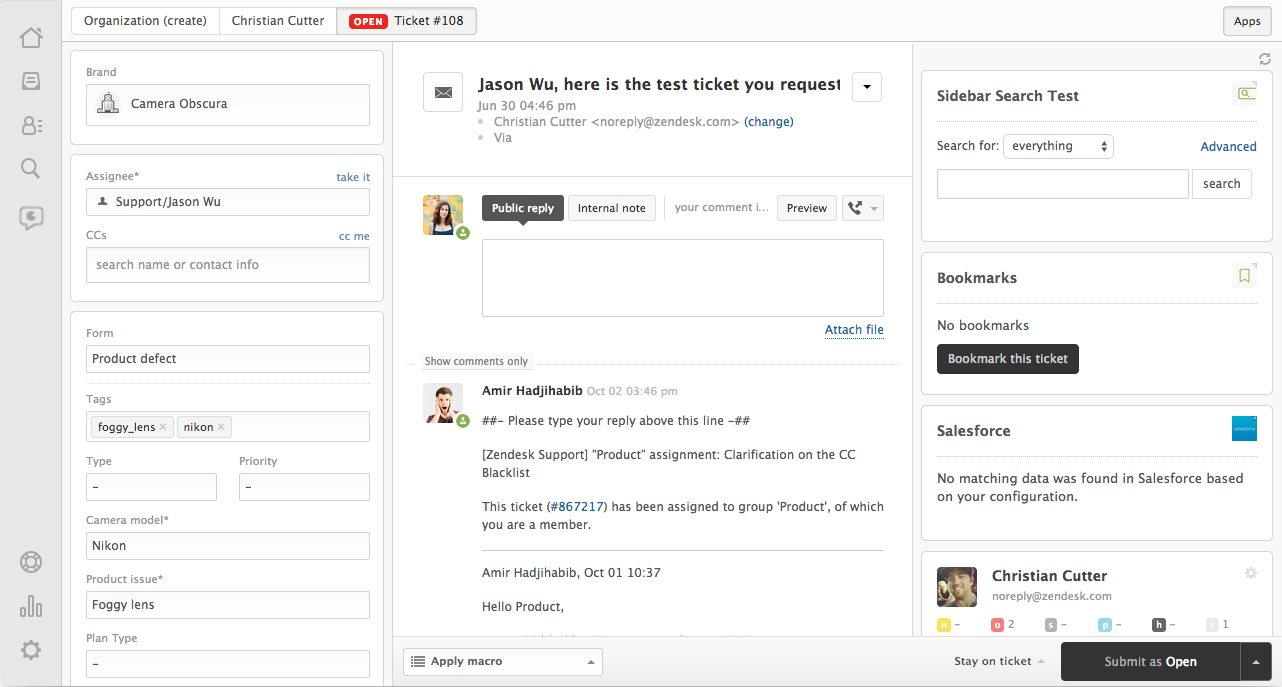 Organization (create)
Christian Cutter
OPEN Ticket #108
Apps
Brand
Camera Obscura
Assignee*
take it
Support/Jason Wu
CCs
cc me
search name or contact info
Form
Product defect
Tags
foggy_lens ×
nikon ×
Type
Priority
–
–
Camera model*
Nikon
Product issue*
Foggy lens
Plan Type
–
Jason Wu, here is the test ticket you request
Jun 30 04:46 pm
Christian Cutter <noreply@zendesk.com> (change)
Via
Public reply
Internal note
your comment i...
Preview
Attach file
Show comments only
Amir Hadjihabib Oct 02 03:46 pm
##- Please type your reply above this line -##
[Zendesk Support] "Product" assignment: Clarification on the CC
Blacklist
This ticket (#867217) has been assigned to group 'Product', of which
you are a member.
Amir Hadjihabib, Oct 01 10:37
Hello Product,
Apply macro
Stay on ticket
Submit as Open
Sidebar Search Test
Search for: everything
Advanced
search
Bookmarks
No bookmarks
Bookmark this ticket
Salesforce
salesforce
No matching data was found in Salesforce based
on your configuration.
Christian Cutter
noreply@zendesk.com
n – o 2 s – p – h – c 1